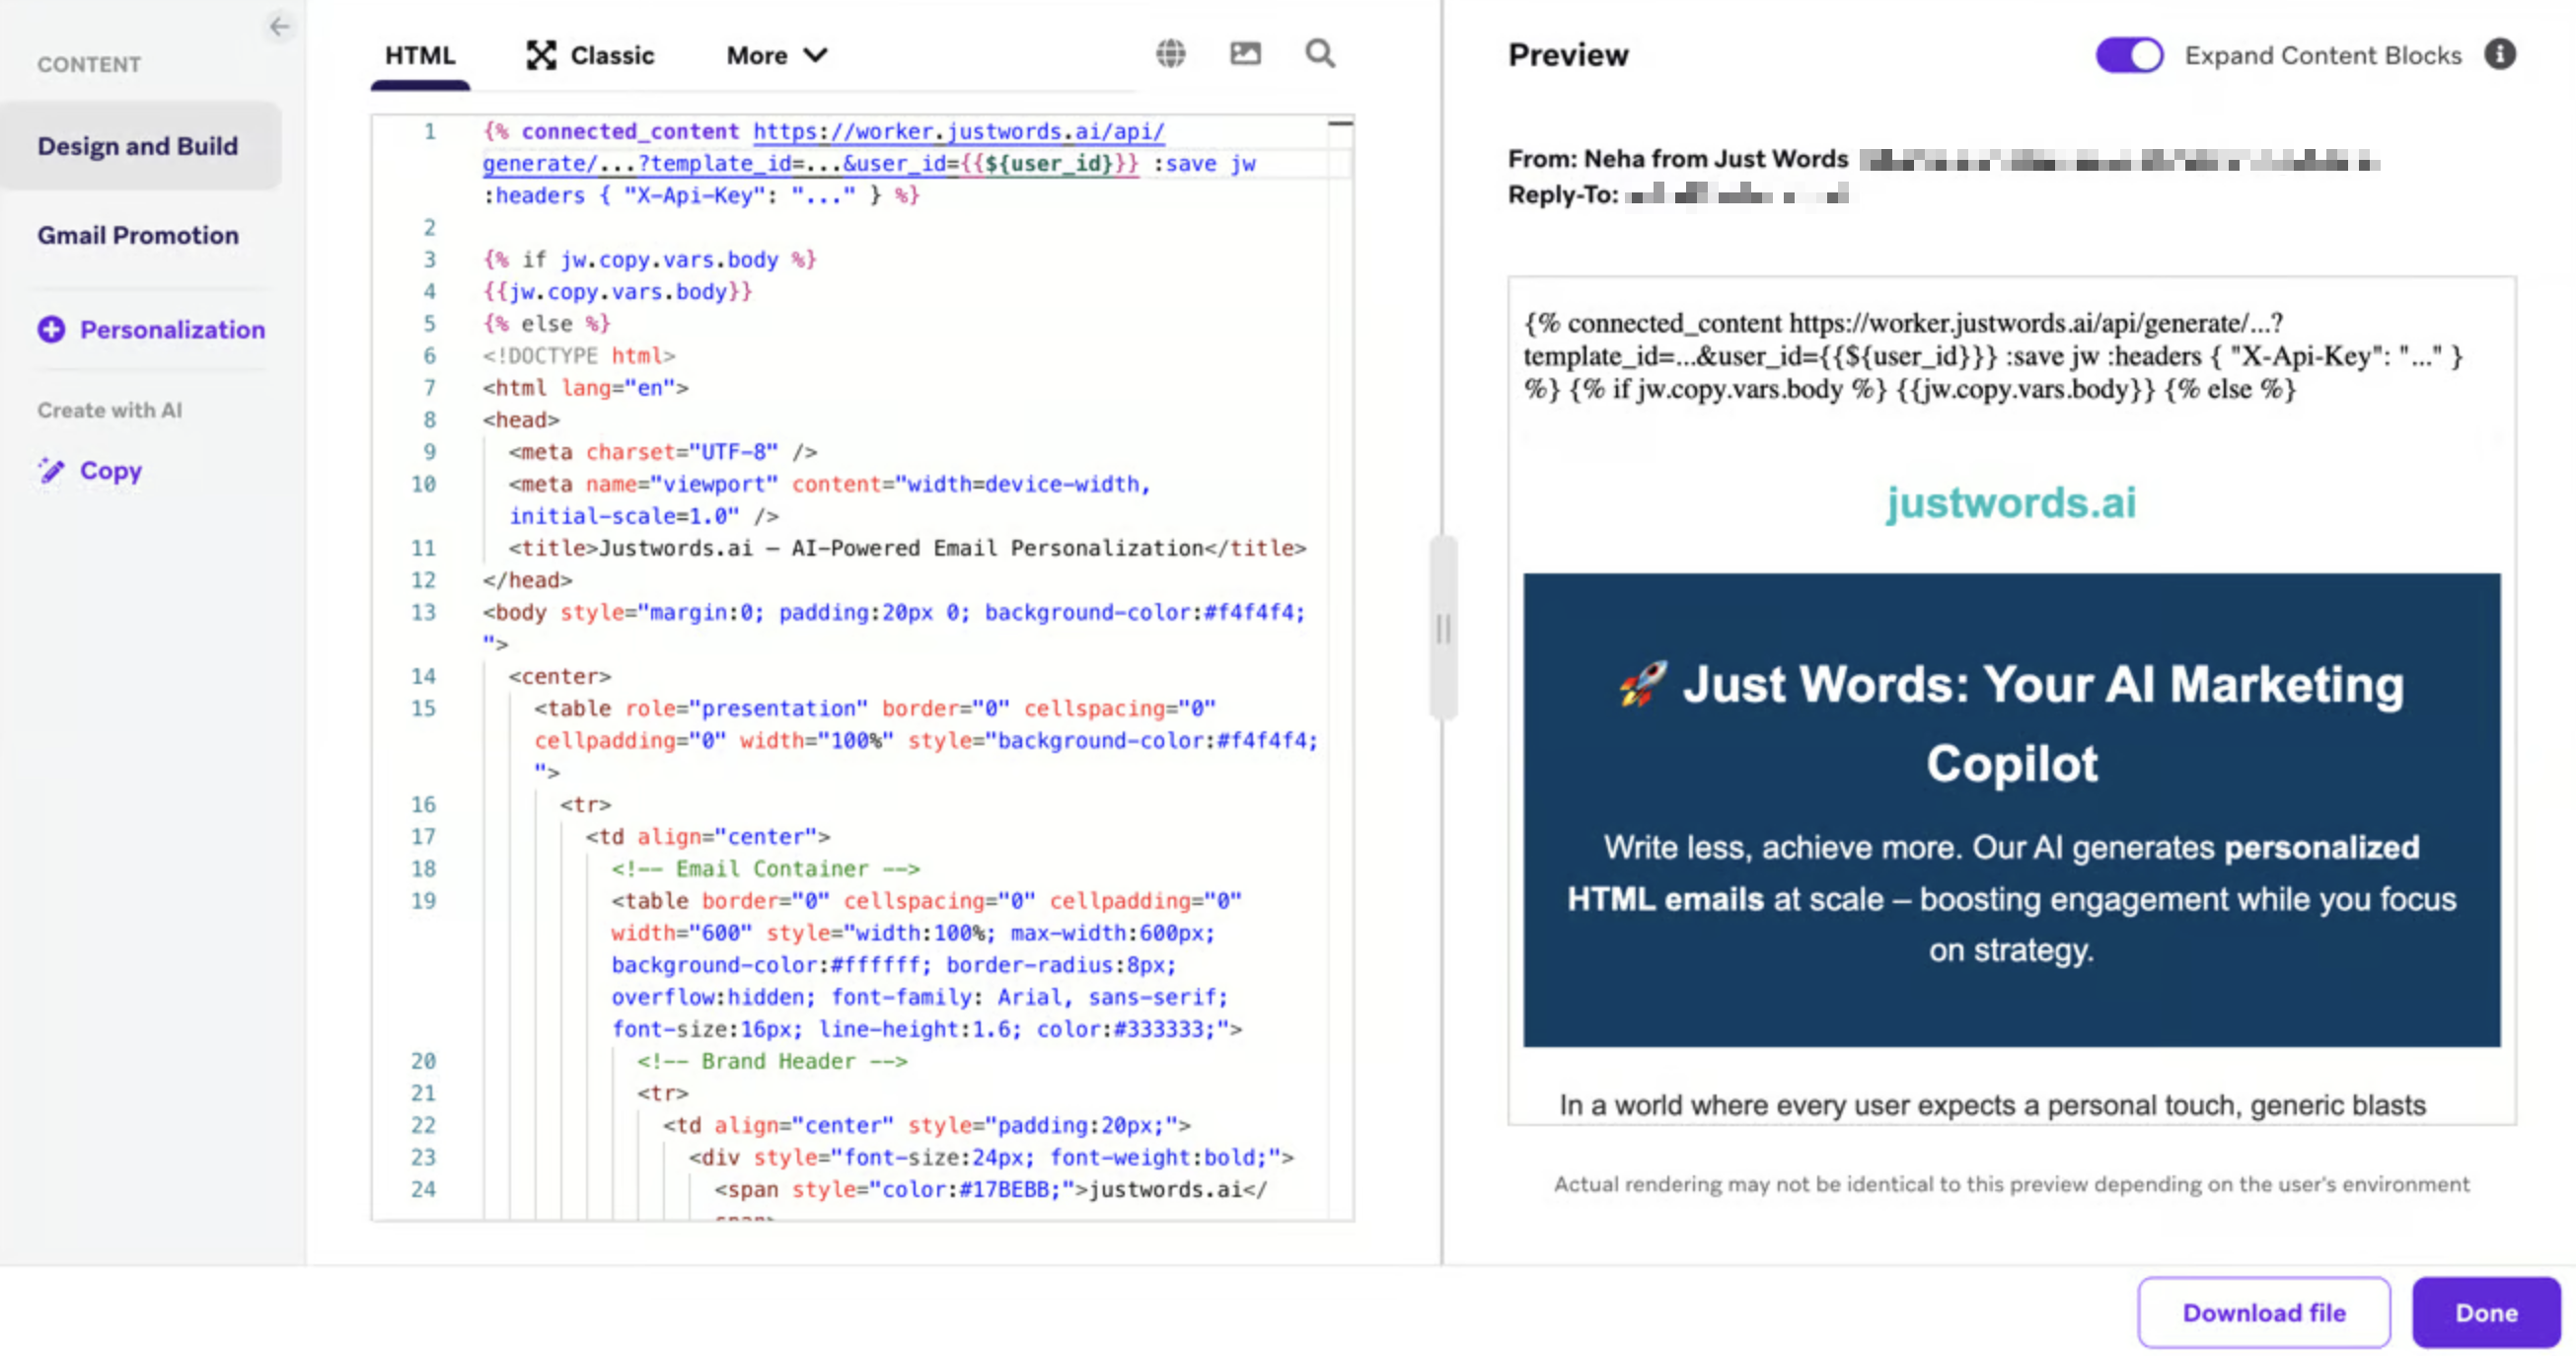 CONTENT
Design and Build
Gmail Promotion
Personalization
Create with AI
Copy
HTML
Classic
More
1 {% connected_content https://worker.justwords.ai/api/
generate/...?template_id=...&user_id={{${user_id}}} :save jw
:headers { "X-Api-Key": "..." } %}
2
3 {% if jw.copy.vars.body %}
4 {{jw.copy.vars.body}}
5 {% else %}
6 <!DOCTYPE html>
7 <html lang="en">
8 <head>
9 <meta charset="UTF-8" />
10 <meta name="viewport" content="width=device-width,
initial-scale=1.0" />
11 <title>Justwords.ai – AI-Powered Email Personalization</title>
12 </head>
13 <body style="margin:0; padding:20px 0; background-color:#f4f4f4;
">
14 <center>
15 <table role="presentation" border="0" cellspacing="0"
cellpadding="0" width="100%" style="background-color:#f4f4f4;
">
16 <tr>
17 <td align="center">
18 <!-- Email Container -->
19 <table border="0" cellspacing="0" cellpadding="0"
width="600" style="width:100%; max-width:600px;
background-color:#ffffff; border-radius:8px;
overflow:hidden; font-family: Arial, sans-serif;
font-size:16px; line-height:1.6; color:#333333;">
20 <!-- Brand Header -->
21 <tr>
22 <td align="center" style="padding:20px;">
23 <div style="font-size:24px; font-weight:bold;">
24 <span style="color:#17BEBB;">justwords.ai</
span>
Preview
Expand Content Blocks
From: Neha from Just Words
Reply-To:
{% connected_content https://worker.justwords.ai/api/generate/...?
template_id=...&user_id={{${user_id}}} :save jw :headers { "X-Api-Key": "..." }
%} {% if jw.copy.vars.body %} {{jw.copy.vars.body}} {% else %}
justwords.ai
🚀 Just Words: Your AI Marketing
Copilot
Write less, achieve more. Our AI generates personalized
HTML emails at scale – boosting engagement while you focus
on strategy.
In a world where every user expects a personal touch, generic blasts
Actual rendering may not be identical to this preview depending on the user's environment
Download file
Done